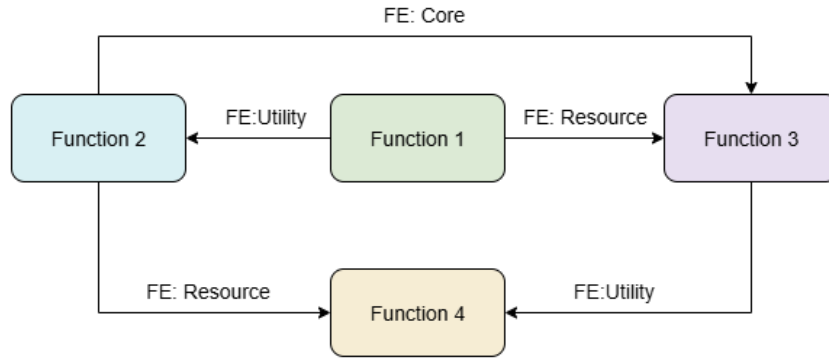 FE: Core
Function 2
FE:Utility
Function 1
FE: Resource
Function 3
FE: Resource
Function 4
FE:Utility